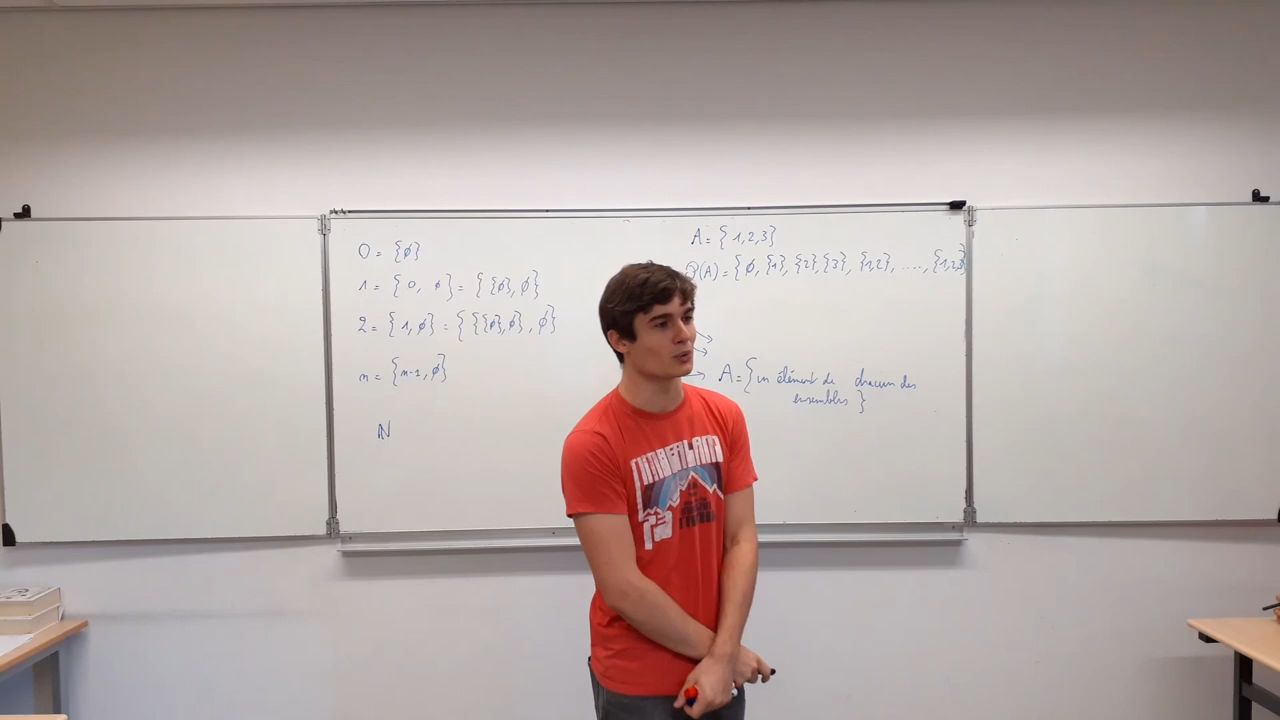 0 = {φ}
1 = { 0, φ} = { {φ}, φ}
2 = { 1, φ} = { { {φ}, φ} , φ}
n = {n-1, φ}
ℕ
A = { 1,2,3}
P(A) = {φ, {1}, {2}, {3}, {1,2}, ...., {1,2,3}
A = { un élément de chacun des
ensembles }
TIMBERLAND